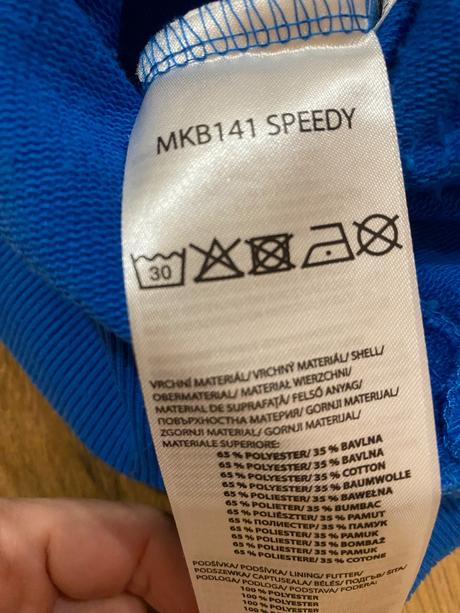 MKB141 SPEEDY
30
VRCHNÍ MATERIÁL/ VRCHNÝ MATERIÁL/ SHELL/
OBERMATERIAL/ MATERIAŁ WIERZCHNI/
MATERIAL DE SUPRAFAȚĂ/ FELSŐ ANYAG/
ПОВЪРХНОСТНА МАТЕРИЯ/ GORNJI MATERIJAL/
ZGORNJI MATERIAL/ GORNJI MATERIJAL/
MATERIALE SUPERIORE:
65 % POLYESTER/ 35 % BAVLNA
65 % POLYESTER/ 35 % BAVLNA
65 % POLYESTER/ 35 % COTTON
65 % POLYESTER/ 35 % BAUMWOLLE
65 % POLIESTER/ 35 % BAWEŁNA
65 % POLIETER/ 35 % BUMBAC
65 % POLIÉSZTER/ 35 % PAMUT
65 % ПОЛИЕСТЕР/ 35 % ПАМУК
65 % POLIESTER/ 35 % PAMUK
65 % POLIESTER/ 35 % BOMBAŽ
65 % POLIESTER/ 35 % PAMUK
65 % POLIESTERE/ 35 % COTONE
PODŠÍVKA/ PODŠÍVKA/ LINING/ FUTTER/
PODSZEWKA/ CAPTUSEALA/ BÉLÉS/ ПОДГЪВ/
PODLOGA/ PODLOGA/ PODSTAVA/ FODERA:
100 % POLYESTER
100 % POLYESTER
100 % POLYESTER